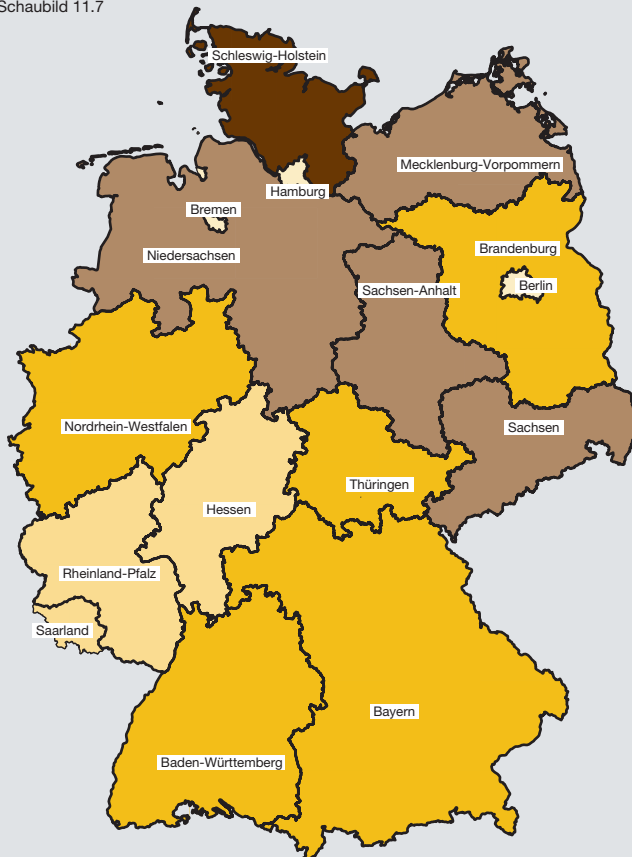 Schaubild 11.7
Schleswig-Holstein
Mecklenburg-Vorpommern
Hamburg
Bremen
Brandenburg
Niedersachsen
Berlin
Sachsen-Anhalt
Nordrhein-Westfalen
Sachsen
Thüringen
Hessen
Rheinland-Pfalz
Saarland
Bayern
Baden-Württemberg